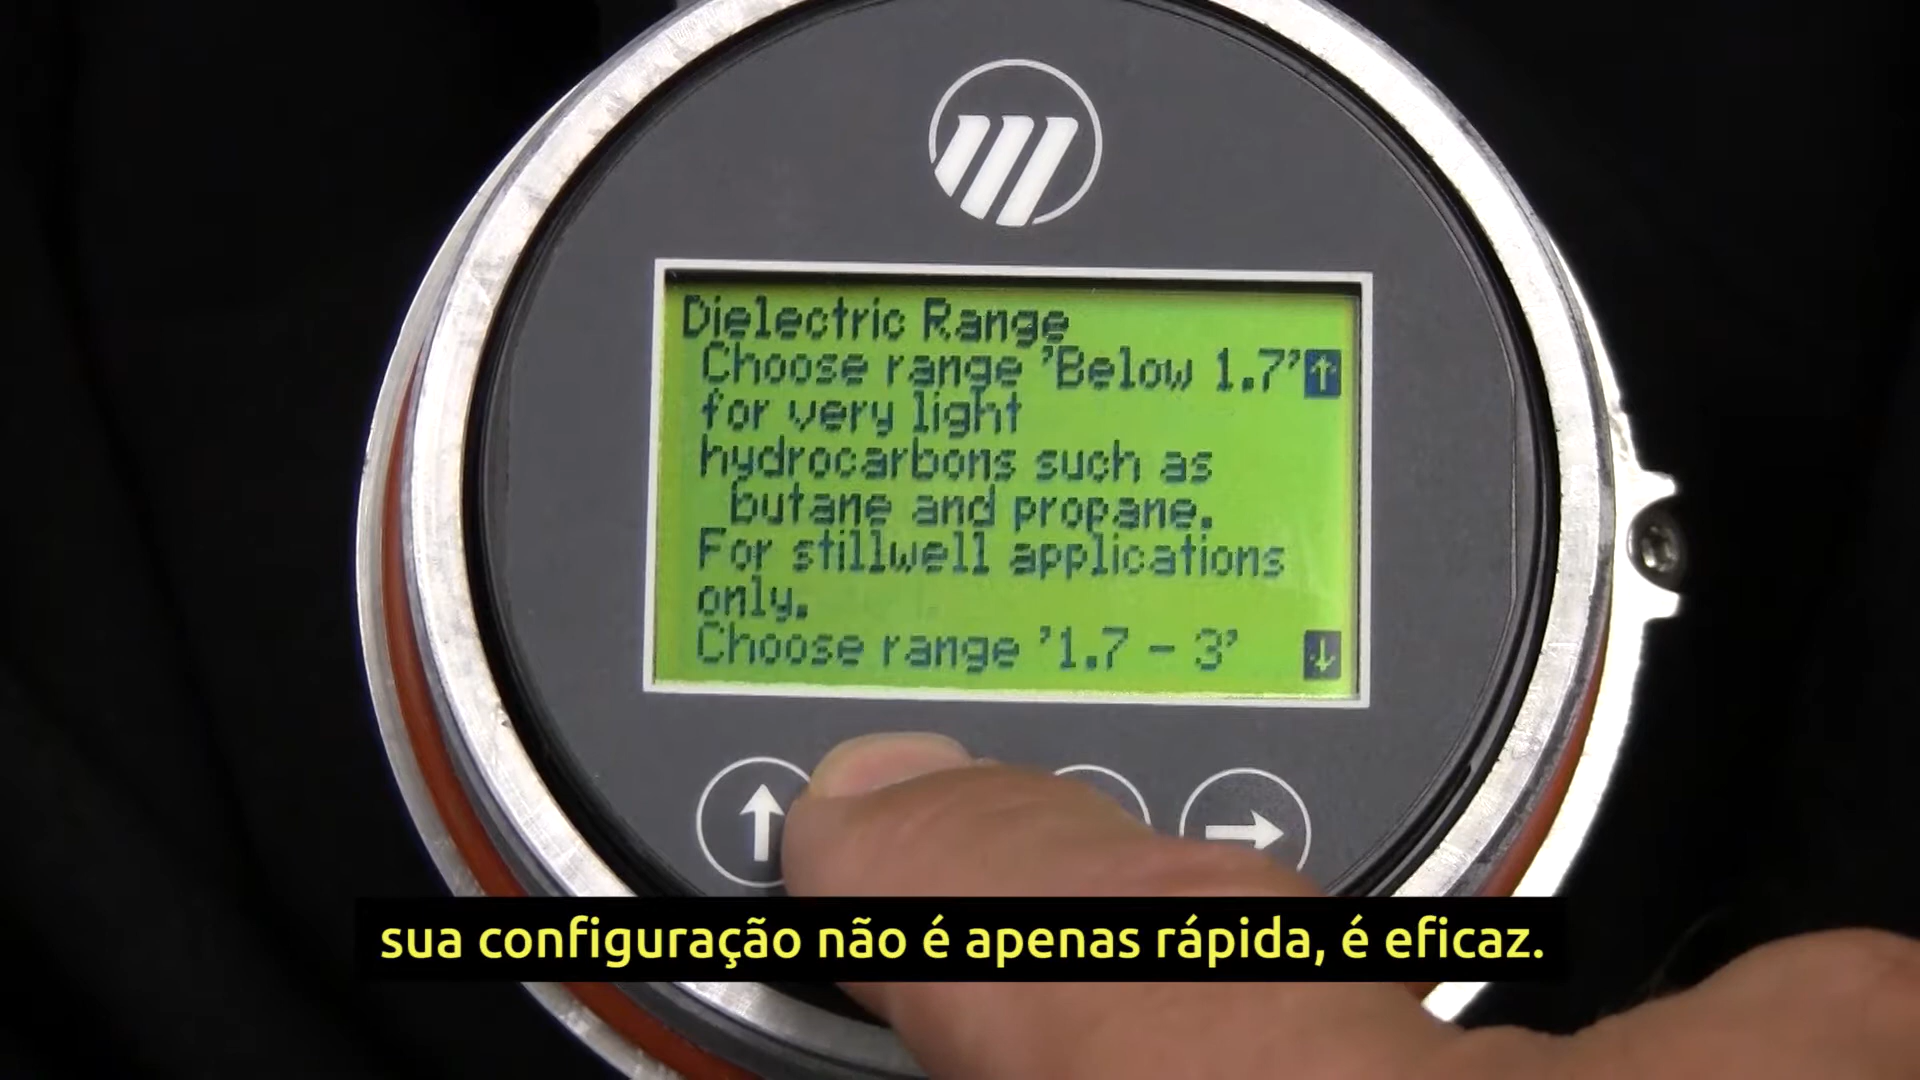 Dielectric Range
Choose range 'Below 1.7'
for very light
hydrocarbons such as
butane and propane.
For stillwell applications
only.
Choose range '1.7 - 3'
sua configuração não é apenas rápida, é eficaz.